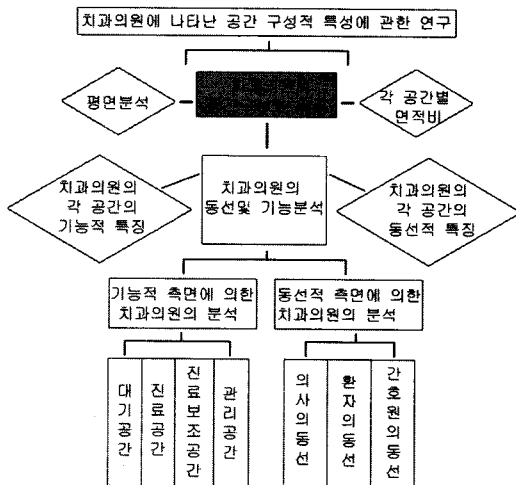 치과의원에 나타난 공간 구성적 특성에 관한 연구
평면분석
각 공간별
면적비
치과의원의
각 공간의
기능적 특징
치과의원의
동선및 기능분석
치과의원의
각 공간의
동선적 특징
기능적 측면에 의한
치과의원의 분석
동선적 측면에 의한
치과의원의 분석
대기공간
진료공간
진료보조공간
관리공간
의사의동선
환자의동선
간호원의동선